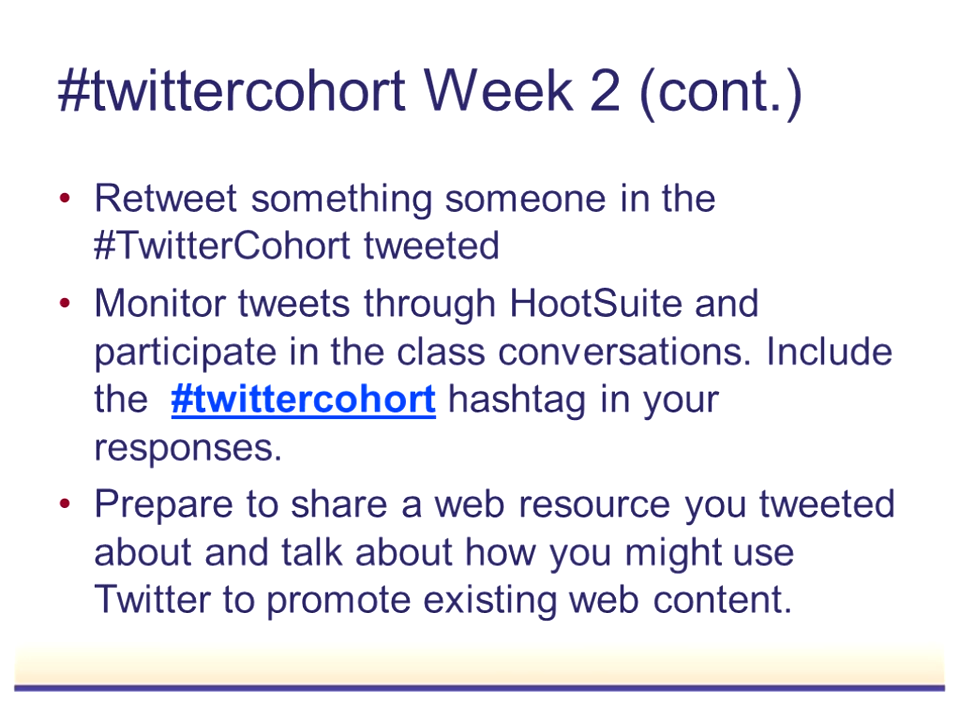 #twittercohort Week 2 (cont.)
• Retweet something someone in the
#TwitterCohort tweeted
• Monitor tweets through HootSuite and
participate in the class conversations. Include
the  #twittercohort hashtag in your
responses.
• Prepare to share a web resource you tweeted
about and talk about how you might use
Twitter to promote existing web content.